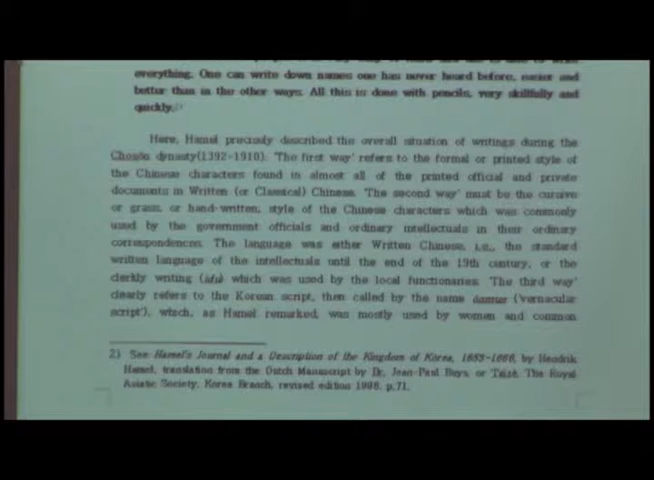 everything. One can write down names one has never heard before, easier and
better than in the other ways. All this is done with pencils, very skillfully and
quickly.
Here, Hamel precisely described the overall situation of writings during the
Chosŏn dynasty(1392-1910). 'The first way' refers to the formal or printed style of
the Chinese characters found in almost all of the printed official and private
documents in Written (or Classical) Chinese. 'The second way' must be the cursive
or grass, or hand-written, style of the Chinese characters which was commonly
used by the government officials and ordinary intellectuals in their ordinary
correspondences. The language was either Written Chinese, i.e., the standard
written language of the intellectuals until the end of the 19th century, or the
clerkly writing ( which was used by the local functionaries. 'The third way'
clearly refers to the Korean script, then called by the name ('vernacular
script'), which, as Hamel remarked, was mostly used by women and common
2) See Hamel's Journal and a Description of the Kingdom of Korea, 1653-1666, by Hendrik
Hamel, translation from the Dutch Manuscript by Br. Jean-Paul Buys, or Taizé, The Royal
Asiatic Society, Korea Branch, revised edition 1998, p.71.